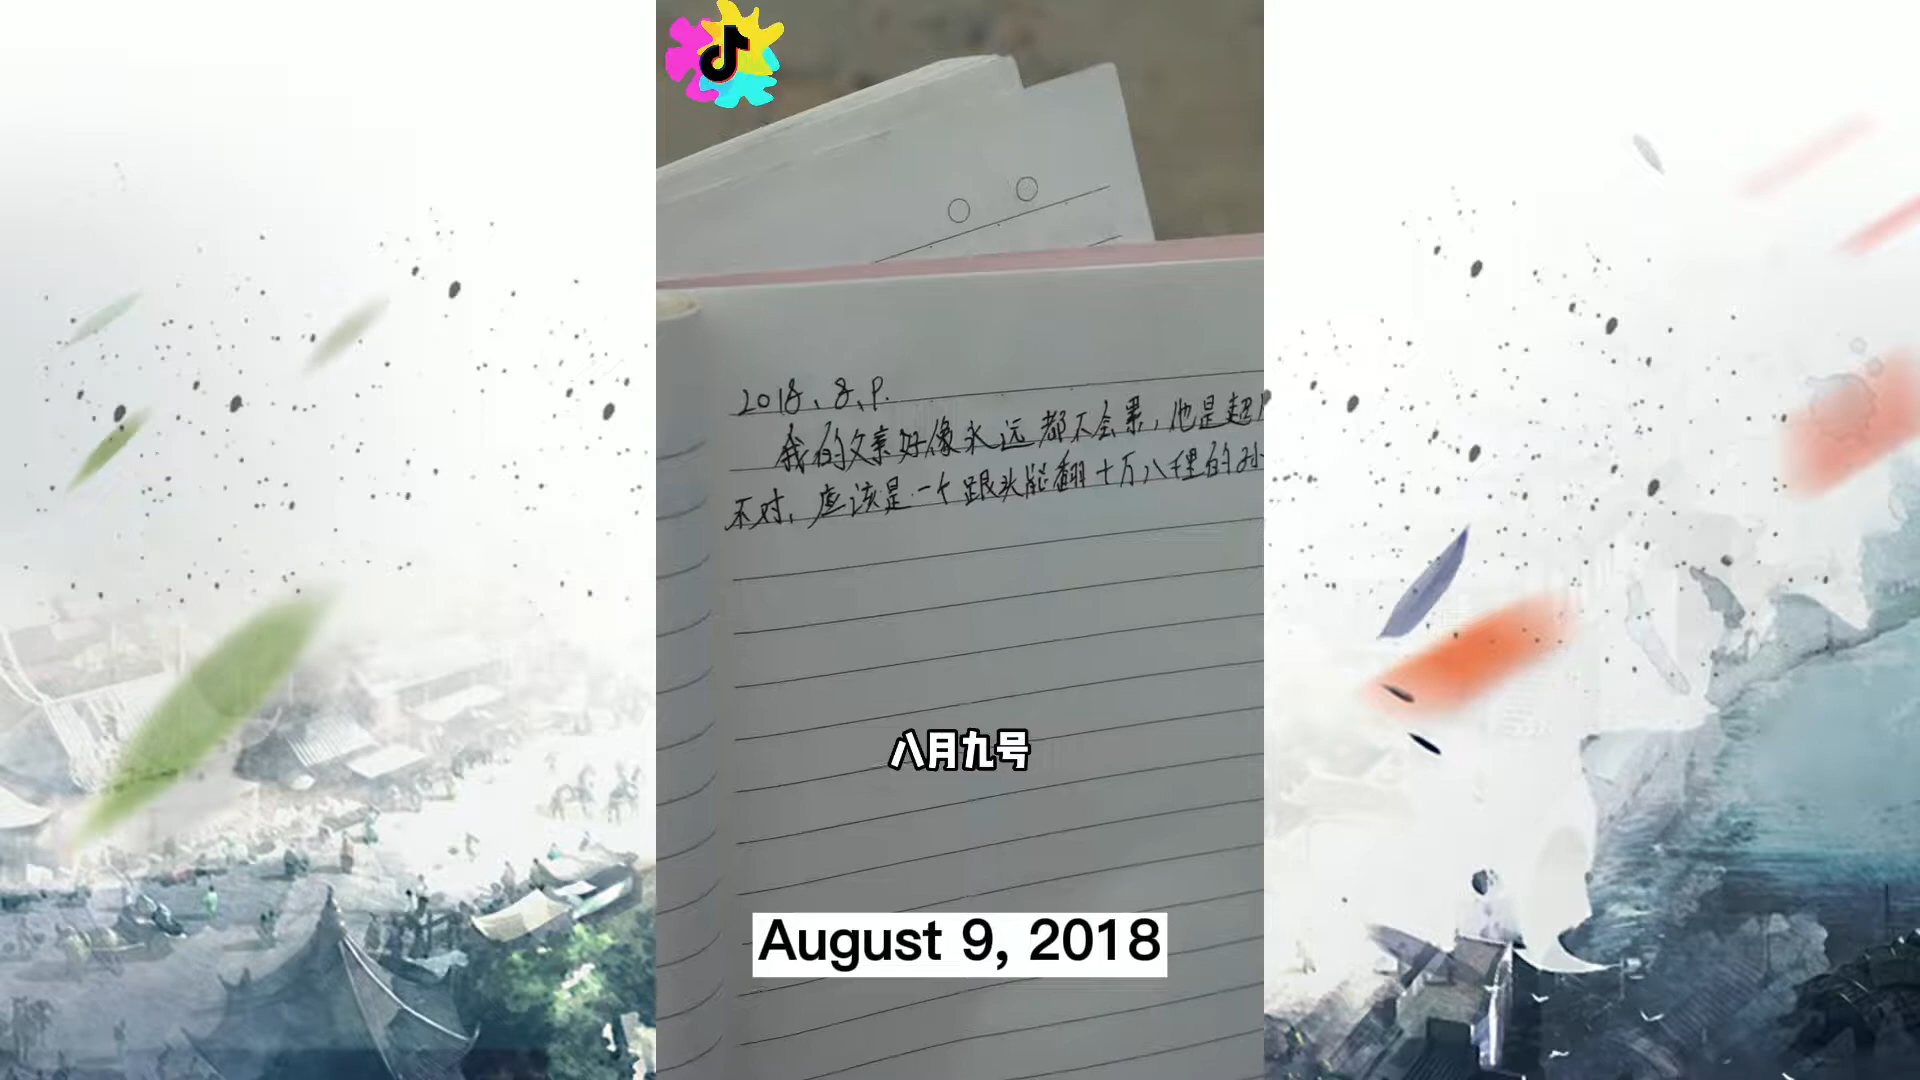 2018、8、9.
我的父亲好像永远都不会累，他是超
不对，应该是一个跟头能翻十万八千里的孙
八月九号
August 9, 2018